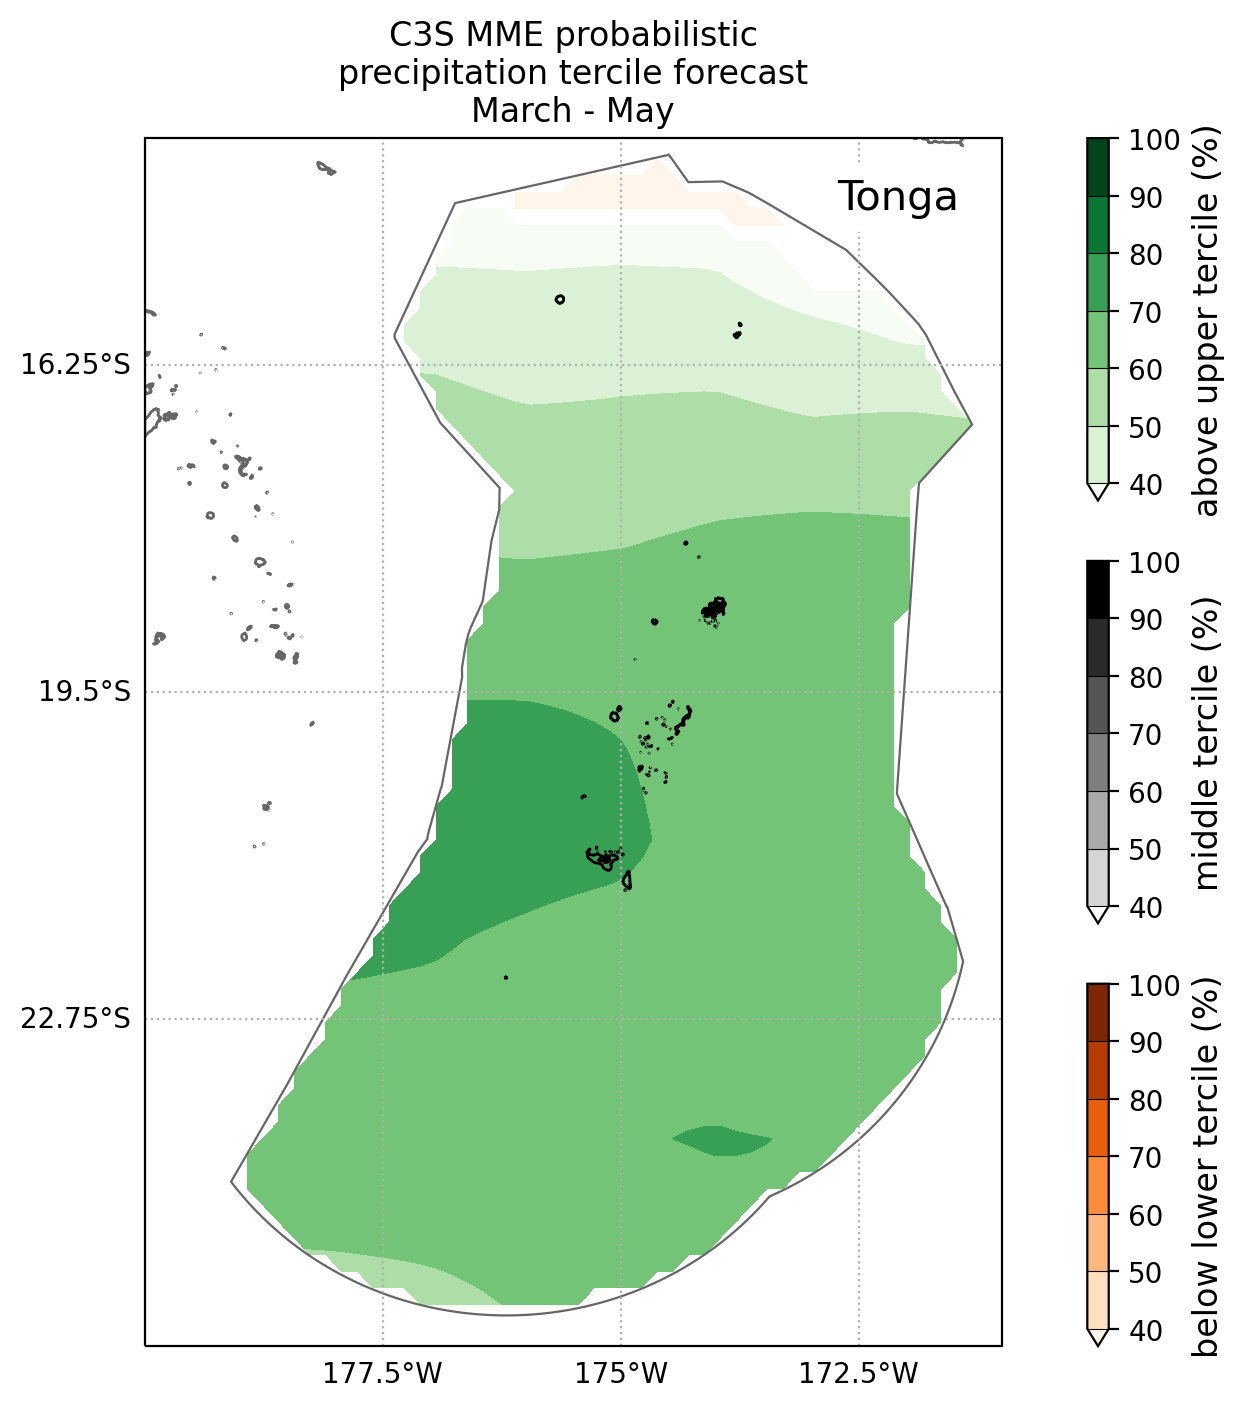 C3S MME probabilistic
precipitation tercile forecast
March - May
Tonga
16.25°S
19.5°S
22.75°S
177.5°W
175°W
172.5°W
100
90
80
70
60
50
40
above upper tercile (%)
100
90
80
70
60
50
40
middle tercile (%)
100
90
80
70
60
50
40
below lower tercile (%)